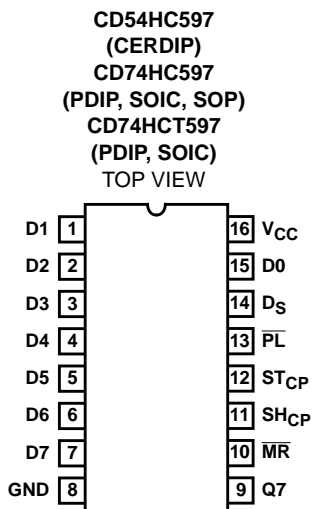 CD54HC597
(CERDIP)
CD74HC597
(PDIP, SOIC, SOP)
CD74HCT597
(PDIP, SOIC)
TOP VIEW
D1 1 16 VCC
D2 2 15 D0
D3 3 14 DS
D4 4 13 P̅L̅
D5 5 12 STCP
D6 6 11 SHCP
D7 7 10 M̅R̅
GND 8 9 Q7